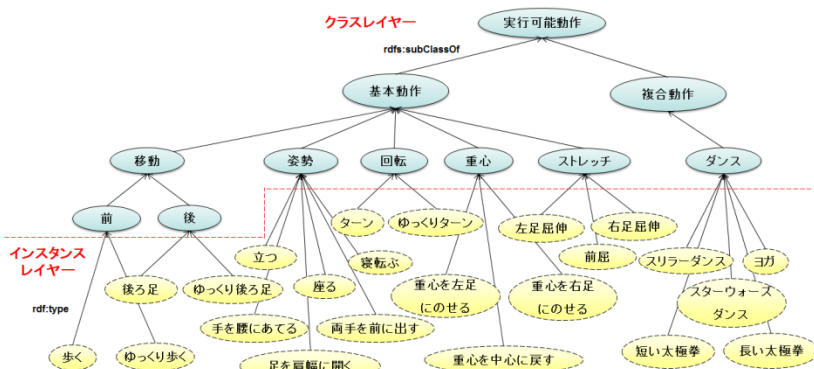 クラスレイヤー
実行可能動作
rdfs:subClassOf
基本動作
複合動作
移動
姿勢
回転
重心
ストレッチ
ダンス
前
後
ターン
ゆっくりターン
左足屈伸
右足屈伸
インスタンス
レイヤー
立つ
寝転ぶ
前屈
スリラーダンス
ヨガ
後ろ足
ゆっくり後ろ足
座る
重心を左足
にのせる
重心を右足
にのせる
スターウォーズ
ダンス
rdf:type
手を腰にあてる
両手を前に出す
歩く
ゆっくり歩く
足を肩幅に開く
重心を中心に戻す
短い太極拳
長い太極拳